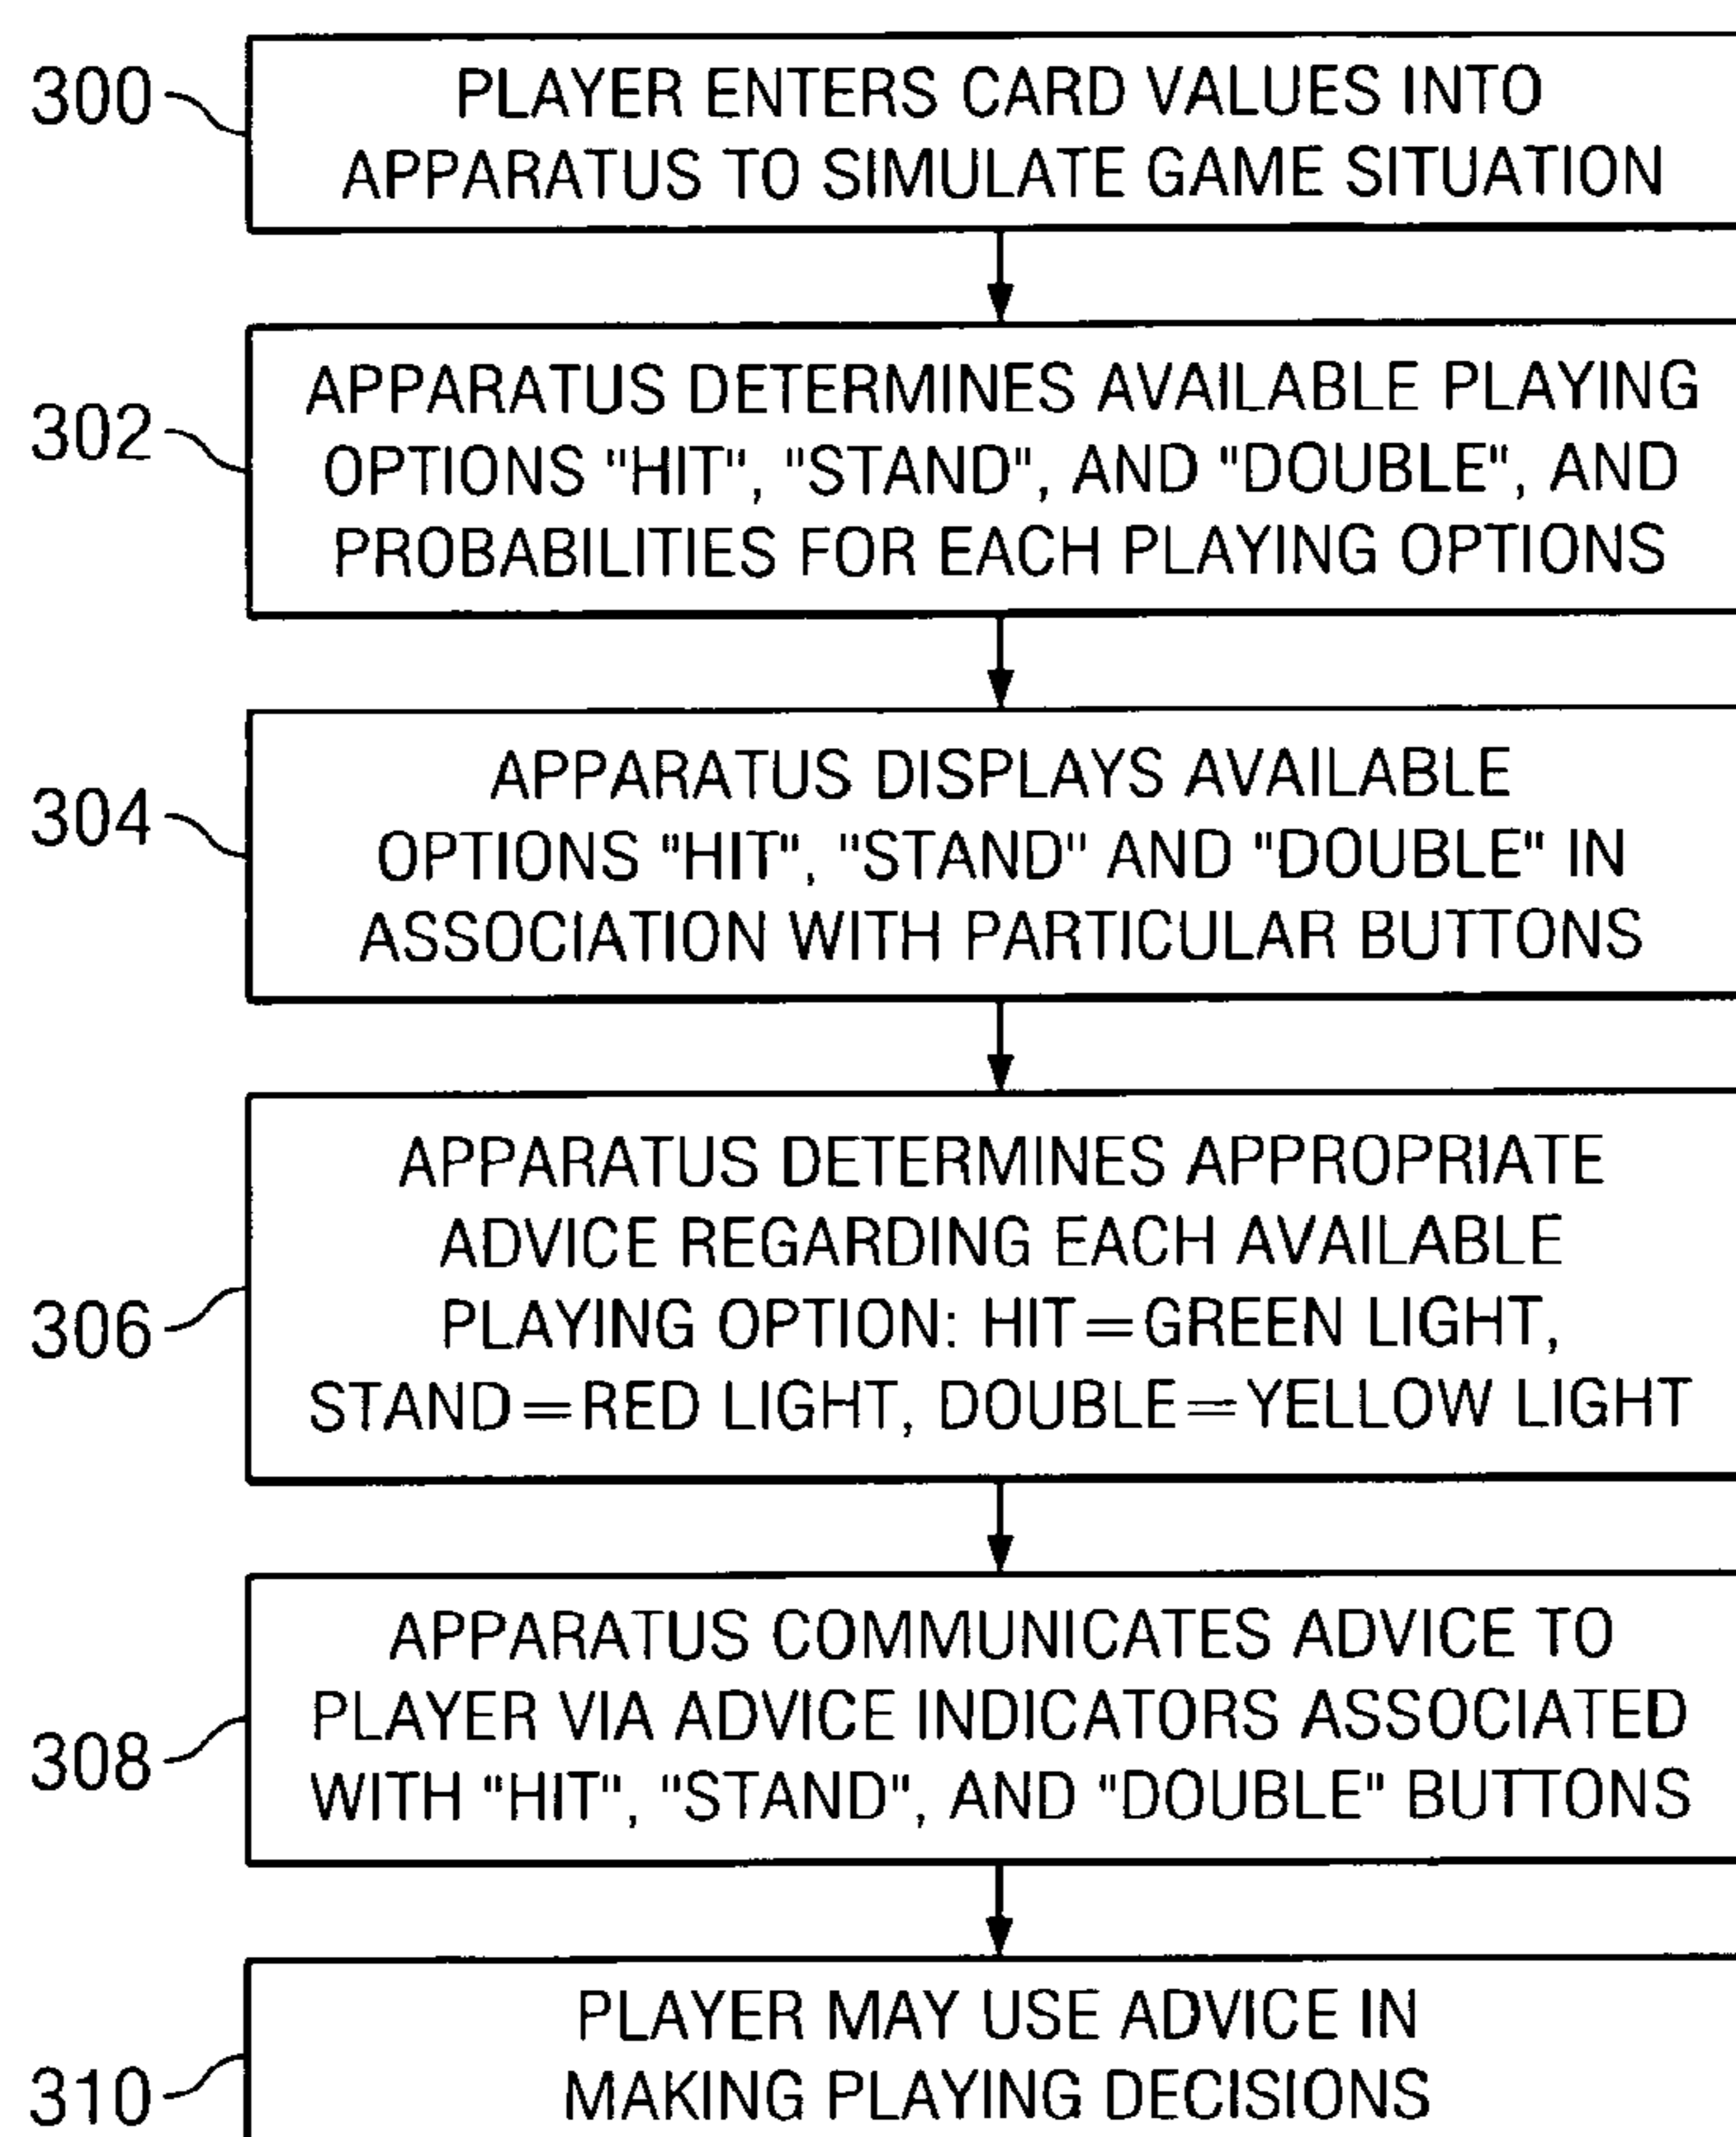 300
PLAYER ENTERS CARD VALUES INTO
APPARATUS TO SIMULATE GAME SITUATION
302
APPARATUS DETERMINES AVAILABLE PLAYING
OPTIONS "HIT", "STAND", AND "DOUBLE", AND
PROBABILITIES FOR EACH PLAYING OPTIONS
304
APPARATUS DISPLAYS AVAILABLE
OPTIONS "HIT", "STAND" AND "DOUBLE" IN
ASSOCIATION WITH PARTICULAR BUTTONS
306
APPARATUS DETERMINES APPROPRIATE
ADVICE REGARDING EACH AVAILABLE
PLAYING OPTION: HIT=GREEN LIGHT,
STAND=RED LIGHT, DOUBLE=YELLOW LIGHT
308
APPARATUS COMMUNICATES ADVICE TO
PLAYER VIA ADVICE INDICATORS ASSOCIATED
WITH "HIT", "STAND", AND "DOUBLE" BUTTONS
310
PLAYER MAY USE ADVICE IN
MAKING PLAYING DECISIONS